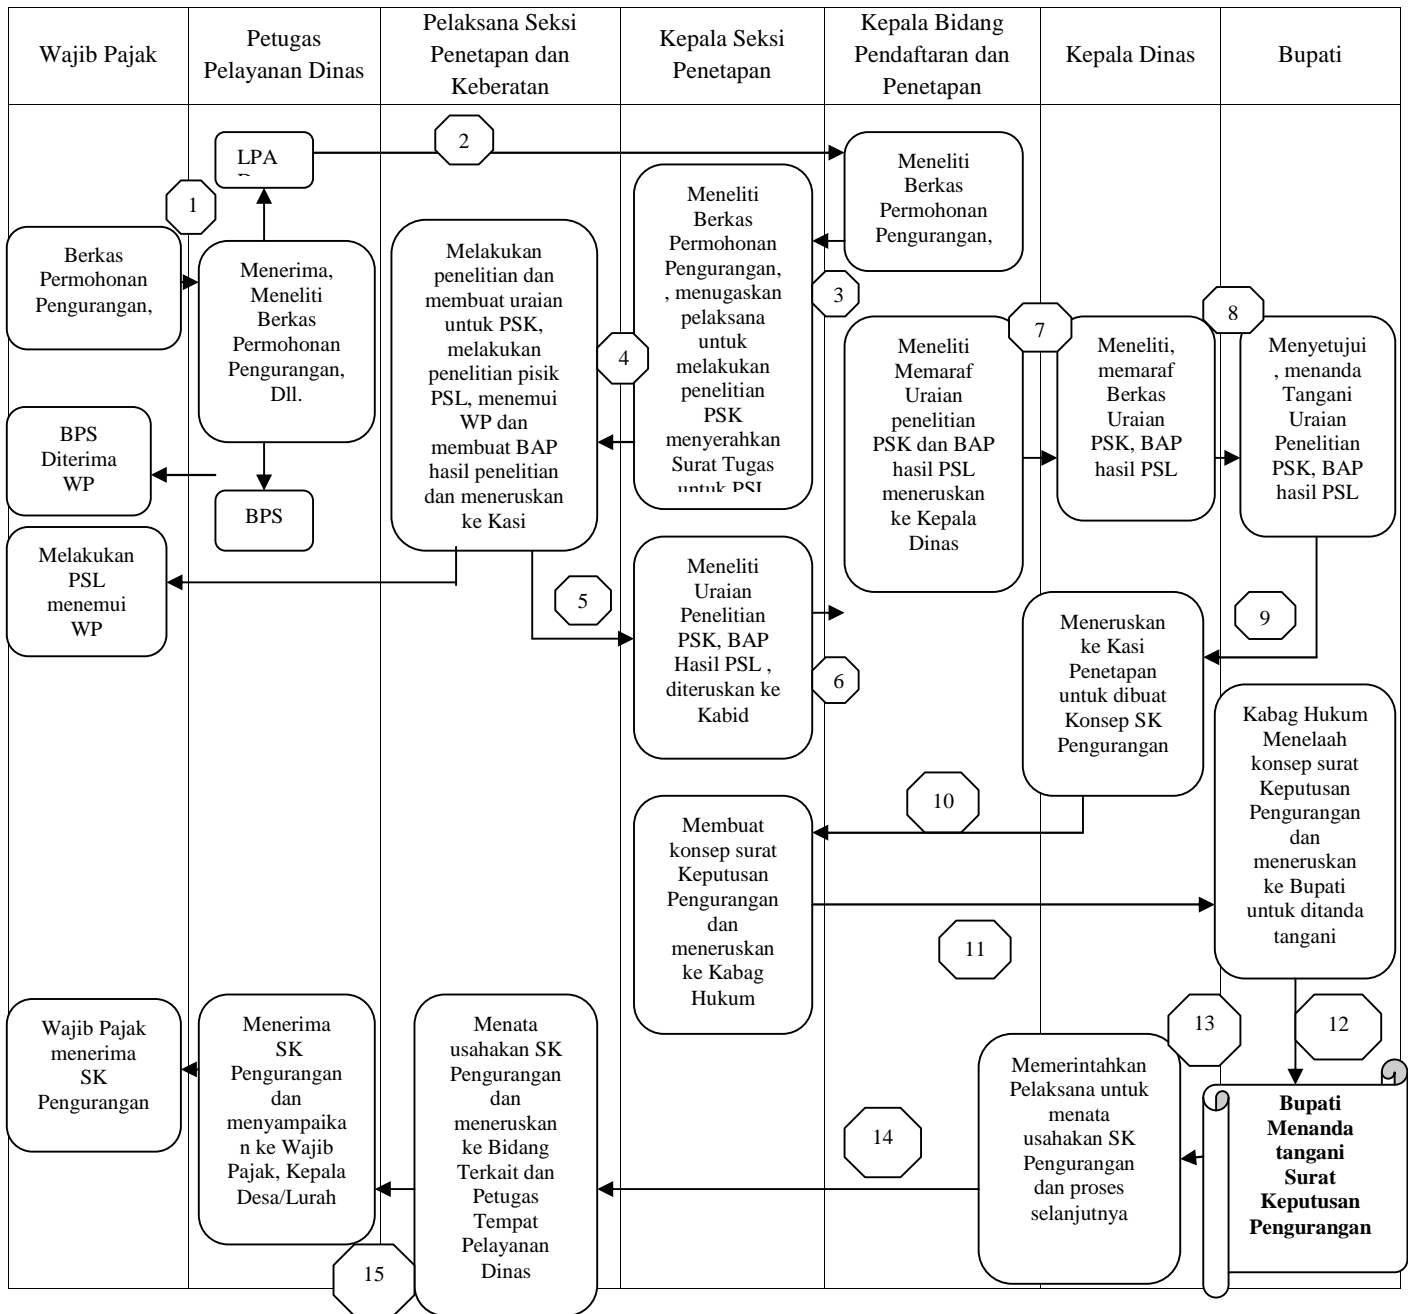 Wajib Pajak
Petugas
Pelayanan Dinas
Pelaksana Seksi
Penetapan dan
Keberatan
Kepala Seksi
Penetapan
Kepala Bidang
Pendaftaran dan
Penetapan
Kepala Dinas
Bupati
LPA
2
Meneliti
Berkas
Permohonan
Pengurangan,
1
Berkas
Permohonan
Pengurangan,
Menerima,
Meneliti
Berkas
Permohonan
Pengurangan,
Dll.
Melakukan
penelitian dan
membuat uraian
untuk PSK,
melakukan
penelitian pisik
PSL, menemui
WP dan
membuat BAP
hasil penelitian
dan meneruskan
ke Kasi
Meneliti
Berkas
Permohonan
Pengurangan,
, menugaskan
pelaksana
untuk
melakukan
penelitian
PSK
menyerahkan
Surat Tugas
untuk PSL
3
4
7
8
Meneliti
Memaraf
Uraian
penelitian
PSK dan BAP
hasil PSL
meneruskan
ke Kepala
Dinas
Meneliti,
memaraf
Berkas
Uraian
PSK, BAP
hasil PSL
Menyetujui
, menanda
Tangani
Uraian
Penelitian
PSK, BAP
hasil PSL
BPS
Diterima
WP
BPS
Melakukan
PSL
menemui
WP
5
Meneliti
Uraian
Penelitian
PSK, BAP
Hasil PSL ,
diteruskan ke
Kabid
6
9
Meneruskan
ke Kasi
Penetapan
untuk dibuat
Konsep SK
Pengurangan
Kabag Hukum
Menelaah
konsep surat
Keputusan
Pengurangan
dan
meneruskan
ke Bupati
untuk ditanda
tangani
10
Membuat
konsep surat
Keputusan
Pengurangan
dan
meneruskan
ke Kabag
Hukum
11
12
13
Bupati
Menanda
tangani
Surat
Keputusan
Pengurangan
Memerintahkan
Pelaksana untuk
menata
usahakan SK
Pengurangan
dan proses
selanjutnya
14
Menata
usahakan SK
Pengurangan
dan
meneruskan
ke Bidang
Terkait dan
Petugas
Tempat
Pelayanan
Dinas
15
Menerima
SK
Pengurangan
dan
menyampaika
n ke Wajib
Pajak, Kepala
Desa/Lurah
Wajib Pajak
menerima
SK
Pengurangan